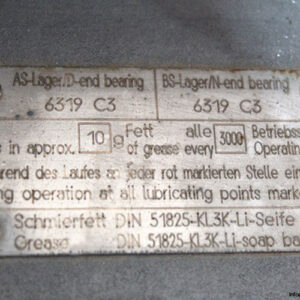 AS-Lager/D-end bearing BS-Lager/N-end bearing
6319 C3 6319 C3
10 g Fett alle 3000 Betriebss
in approx. of grease every Operatin
rend des Laufes an jeder rot markierten Stelle ein
ng operation at all lubricating points mark
Schmierfett DIN 51825-KL3K-Li-Seife
Grease DIN 51825-KL3K-Li-soap ba